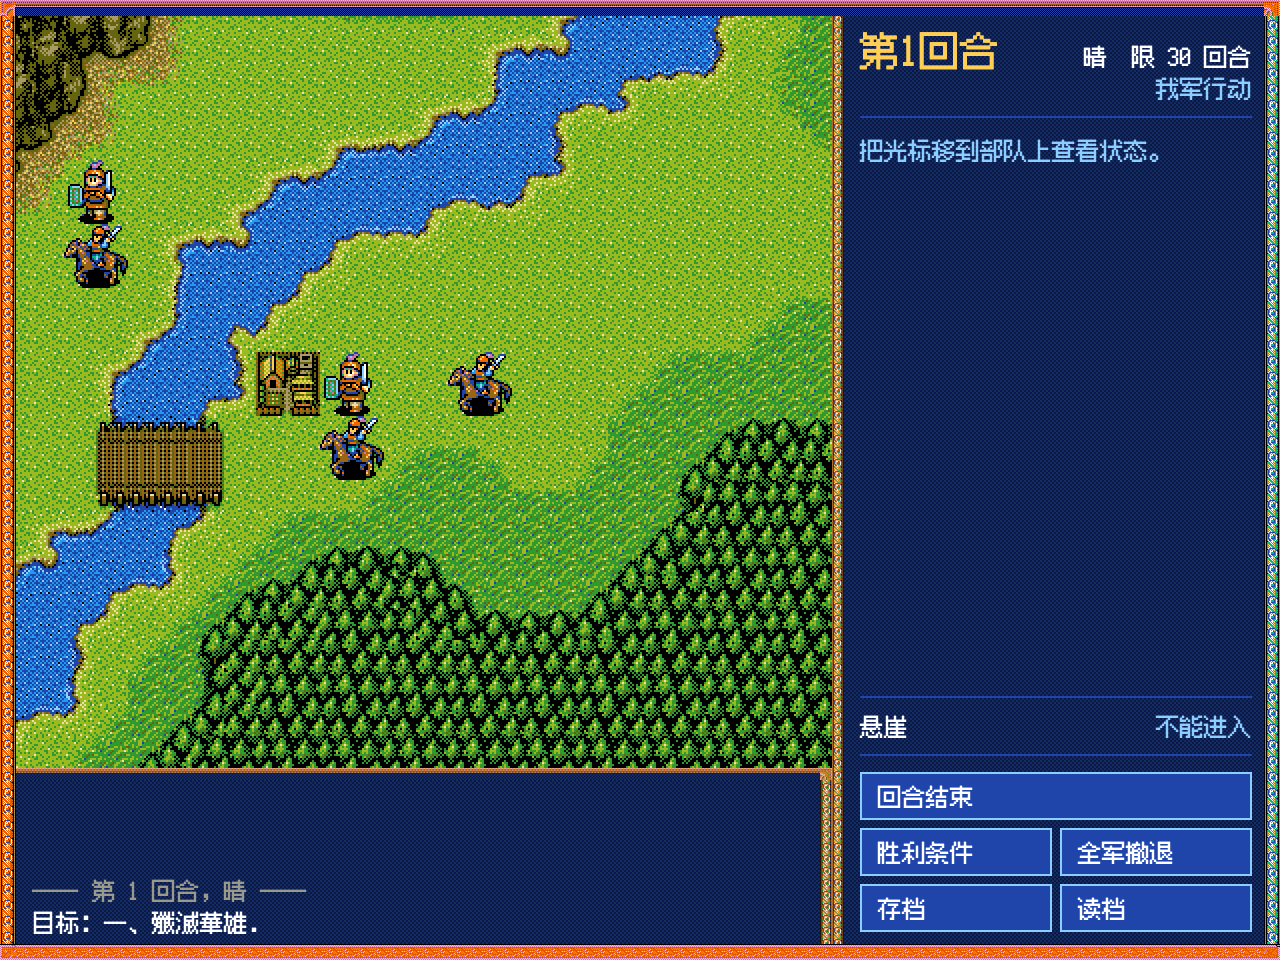 第1回合
晴 限 30 回合
我军行动
把光标移到部队上查看状态。
悬崖 不能进入
回合结束
胜利条件 全军撤退
存档 读档
—— 第 1 回合，晴 ——
目标：一、殲滅華雄．